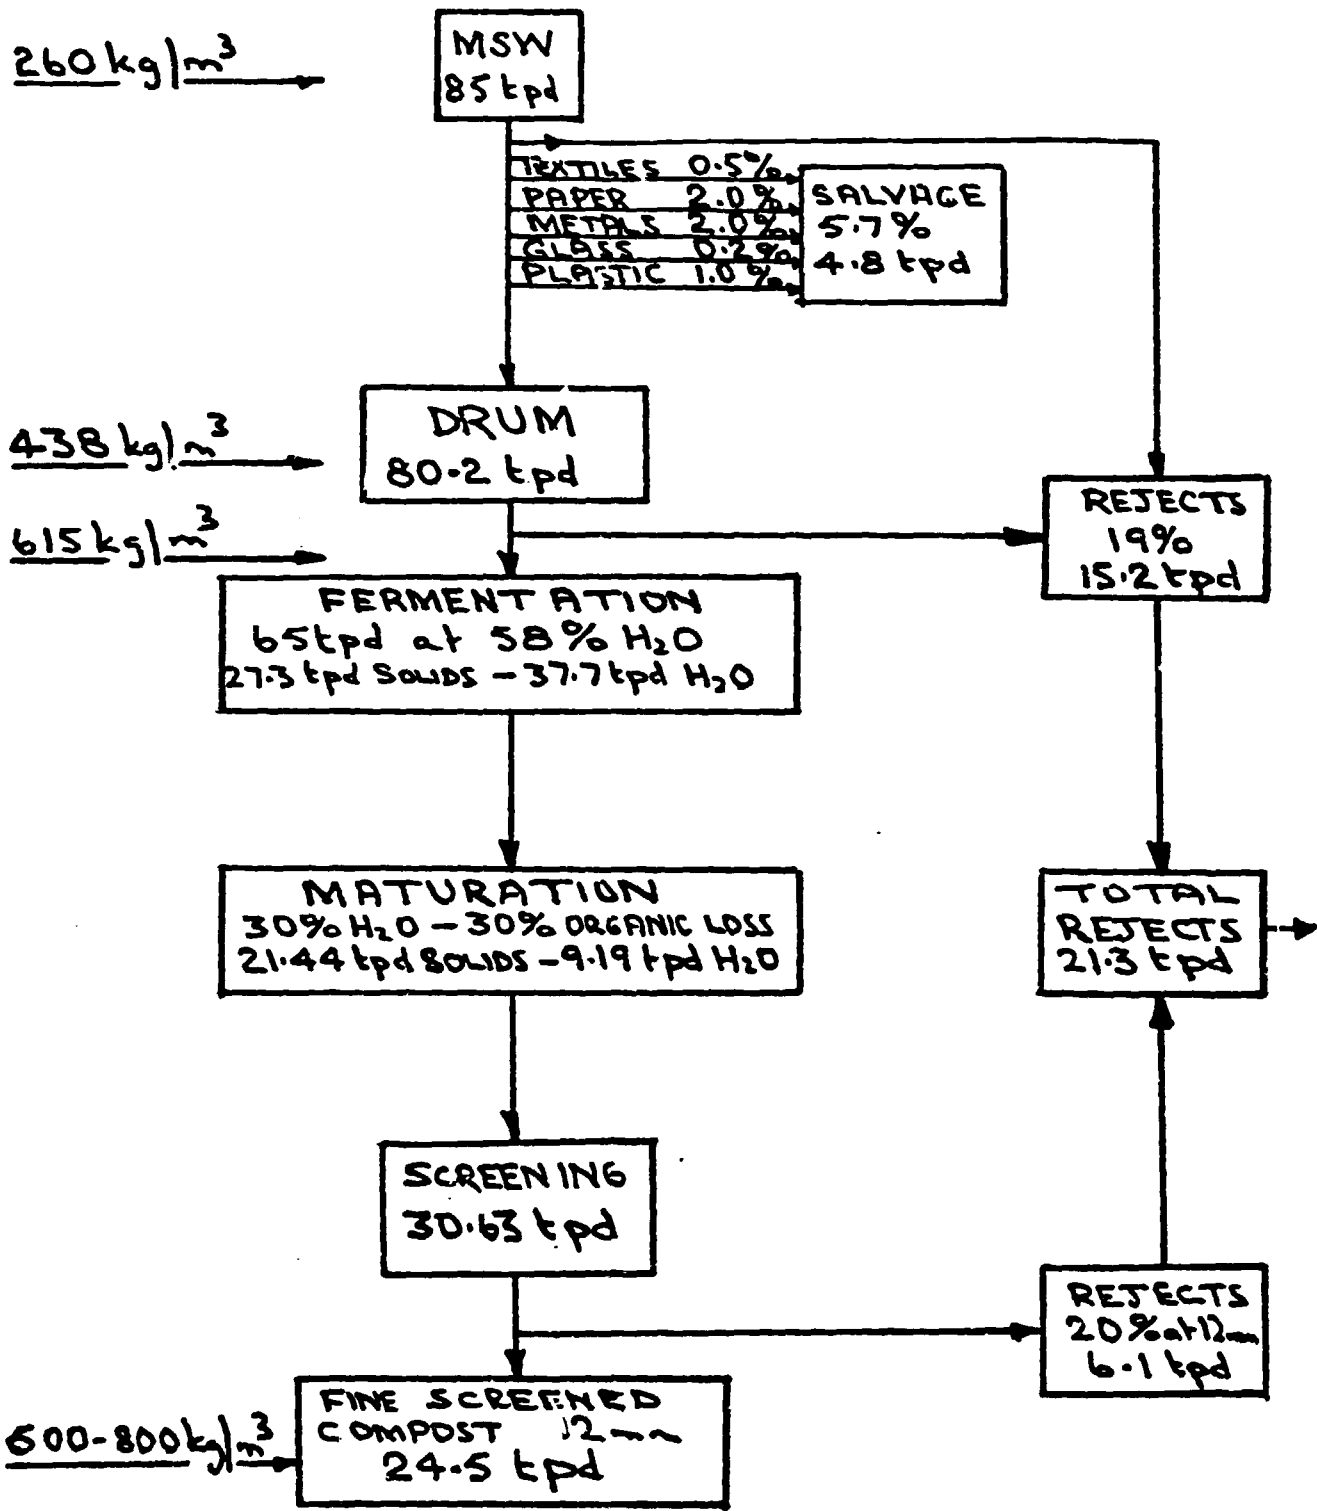 260 kg/m³
MSW
85 tpd
TEXTILES 0.5%
PAPER 2.0%
METALS 2.0%
GLASS 0.2%
PLASTIC 1.0%
SALVAGE
5.7%
4.8 tpd
438 kg/m³
DRUM
80.2 tpd
615 kg/m³
REJECTS
19%
15.2 tpd
FERMENTATION
65 tpd at 58% H₂O
27.3 tpd SOLIDS - 37.7 tpd H₂O
MATURATION
30% H₂O - 30% ORGANIC LOSS
21.44 tpd SOLIDS - 9.19 tpd H₂O
TOTAL
REJECTS
21.3 tpd
SCREENING
30.63 tpd
REJECTS
20% at 12mm
6.1 tpd
FINE SCREENED
COMPOST 12mm
24.5 tpd
-800 kg/m³